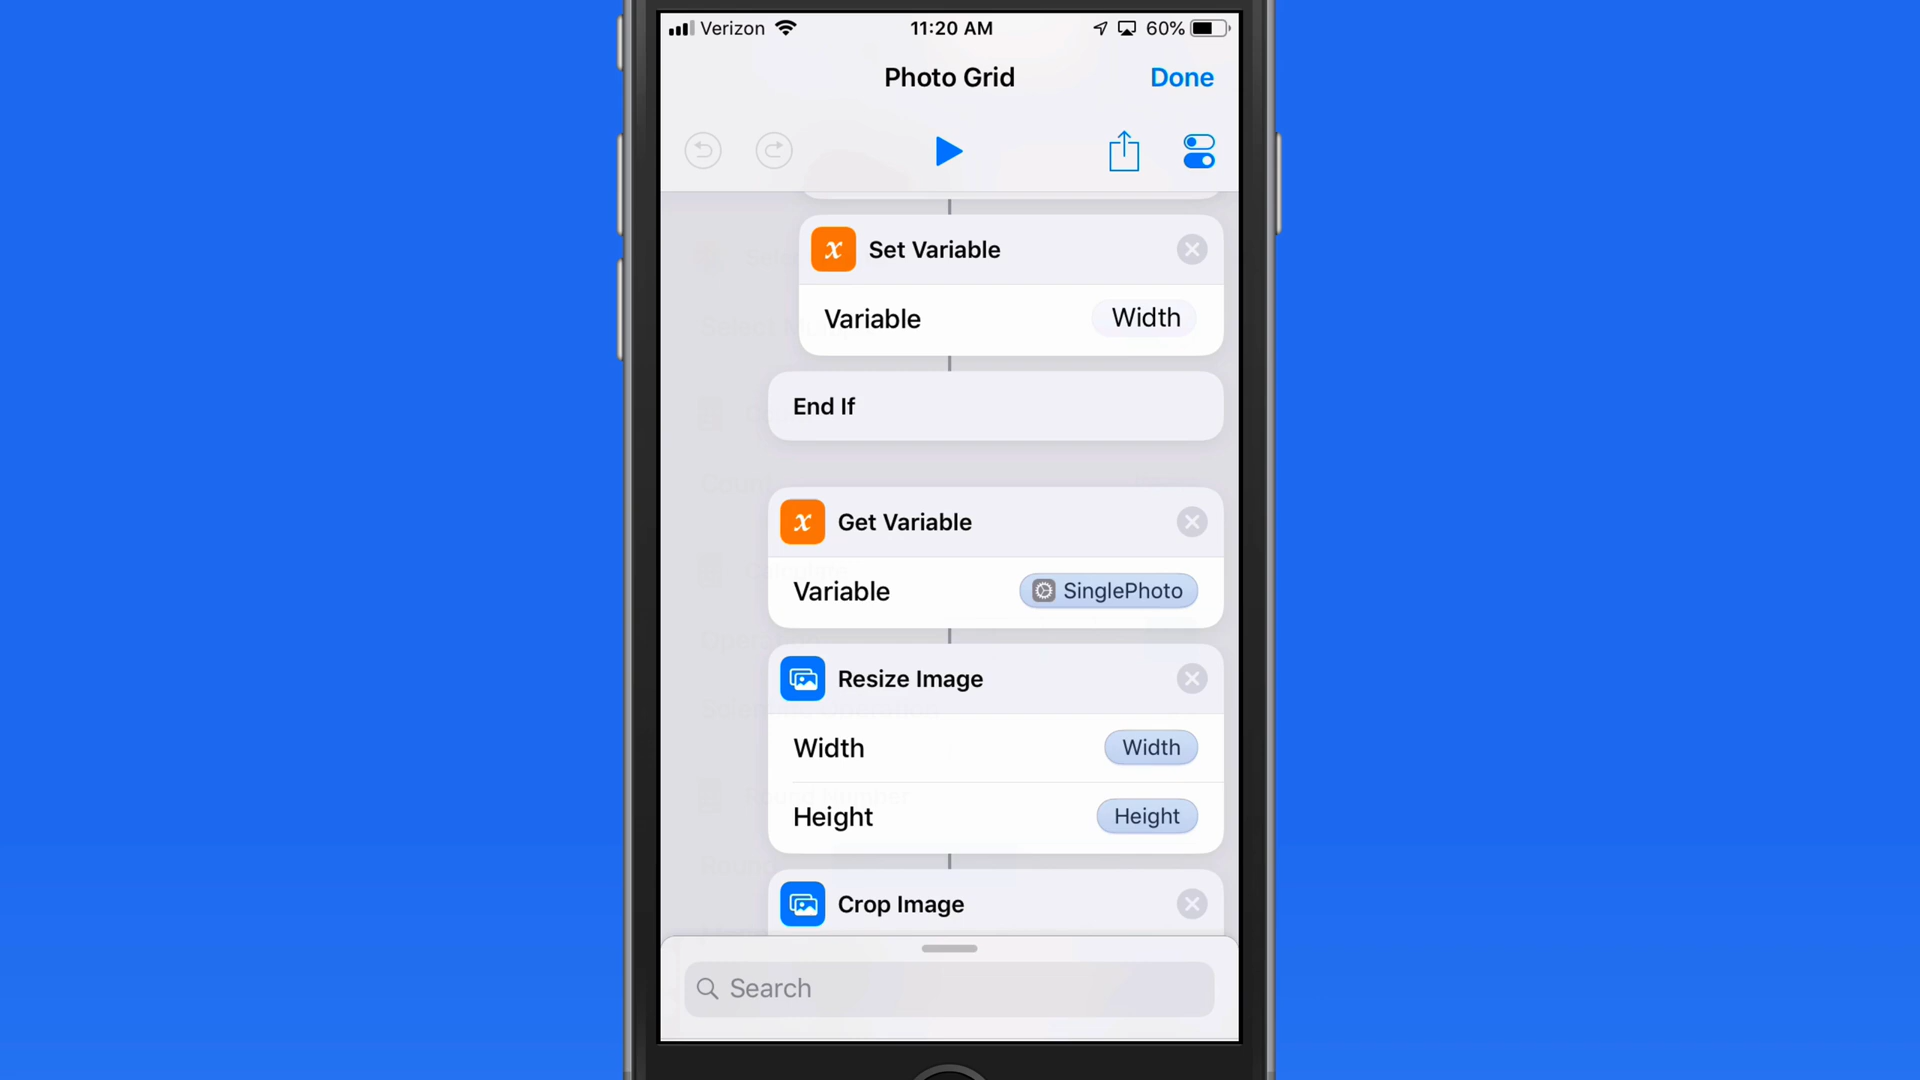 Verizon 11:20 AM 60%
Photo Grid Done
x Set Variable
Variable Width
End If
x Get Variable
Variable SinglePhoto
Resize Image
Width Width
Height Height
Crop Image
Search